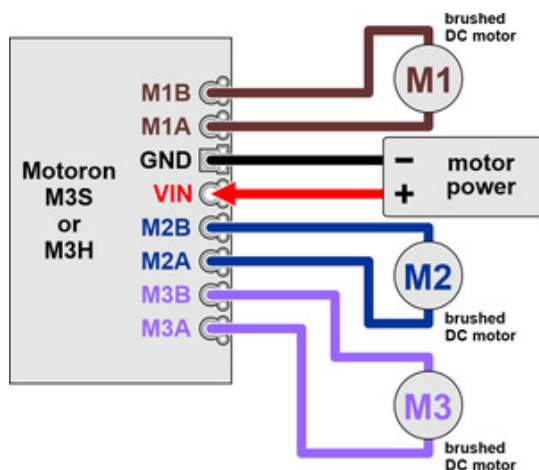 brushed
DC motor
M1B
M1A
M1
GND
VIN
Motoron
M3S
or
M3H
−
+
motor
power
M2B
M2A
M2
brushed
DC motor
M3B
M3A
M3
brushed
DC motor